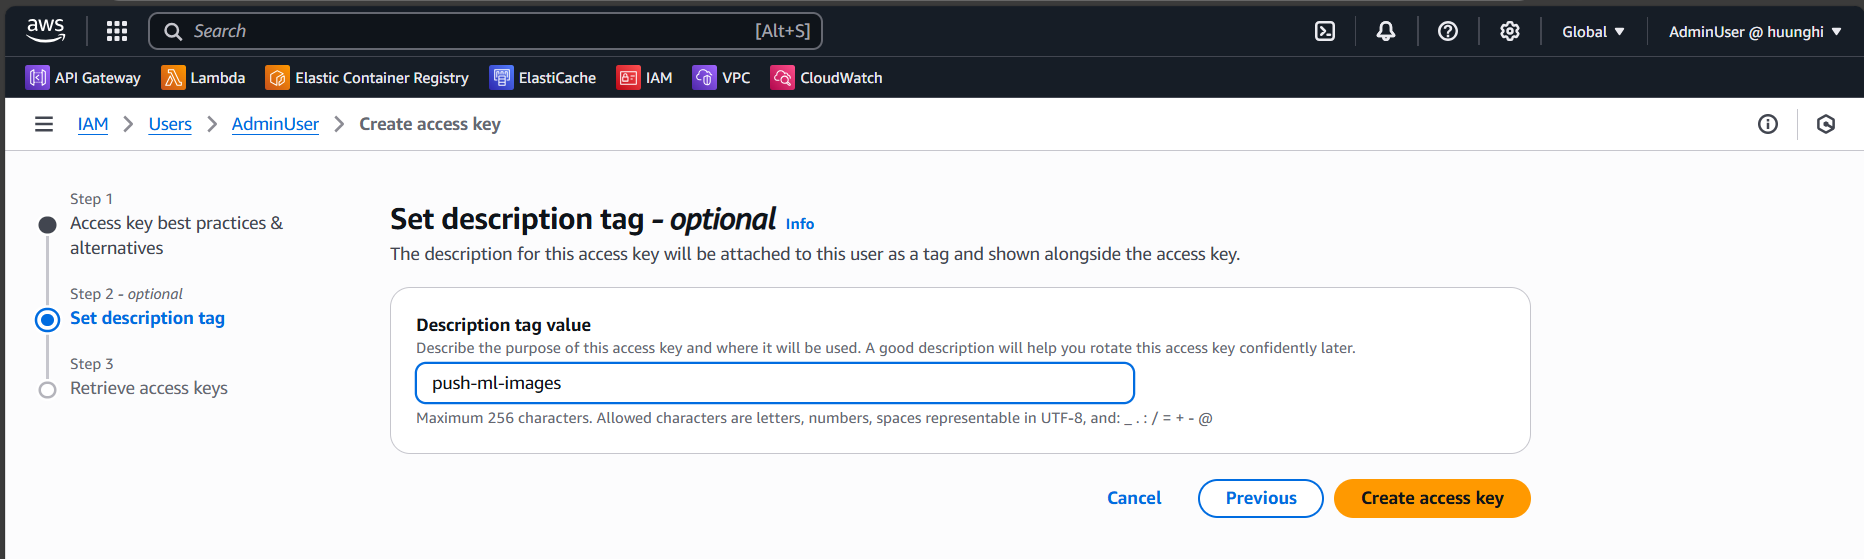 aws
Search [Alt+S] Global AdminUser @ huunghi
API Gateway Lambda Elastic Container Registry ElastiCache IAM VPC CloudWatch
IAM Users AdminUser Create access key
Step 1
Access key best practices &
alternatives
Step 2 - optional
Set description tag
Step 3
Retrieve access keys
Set description tag - optional Info
The description for this access key will be attached to this user as a tag and shown alongside the access key.
Description tag value
Describe the purpose of this access key and where it will be used. A good description will help you rotate this access key confidently later.
push-ml-images
Maximum 256 characters. Allowed characters are letters, numbers, spaces representable in UTF-8, and: _ . : / = + - @
Cancel Previous Create access key